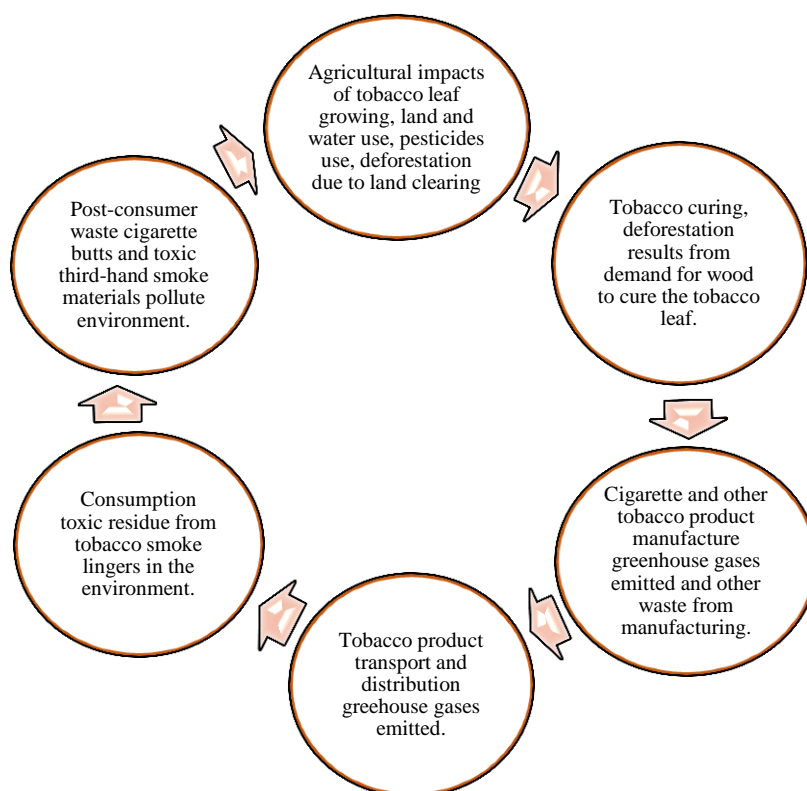 Agricultural impacts
of tobacco leaf
growing, land and
water use, pesticides
use, deforestation
due to land clearing
Tobacco curing,
deforestation
results from
demand for wood
to cure the tobacco
leaf.
Cigarette and other
tobacco product
manufacture
greenhouse gases
emitted and other
waste from
manufacturing.
Tobacco product
transport and
distribution
greehouse gases
emitted.
Consumption
toxic residue from
tobacco smoke
lingers in the
environment.
Post-consumer
waste cigarette
butts and toxic
third-hand smoke
materials pollute
environment.